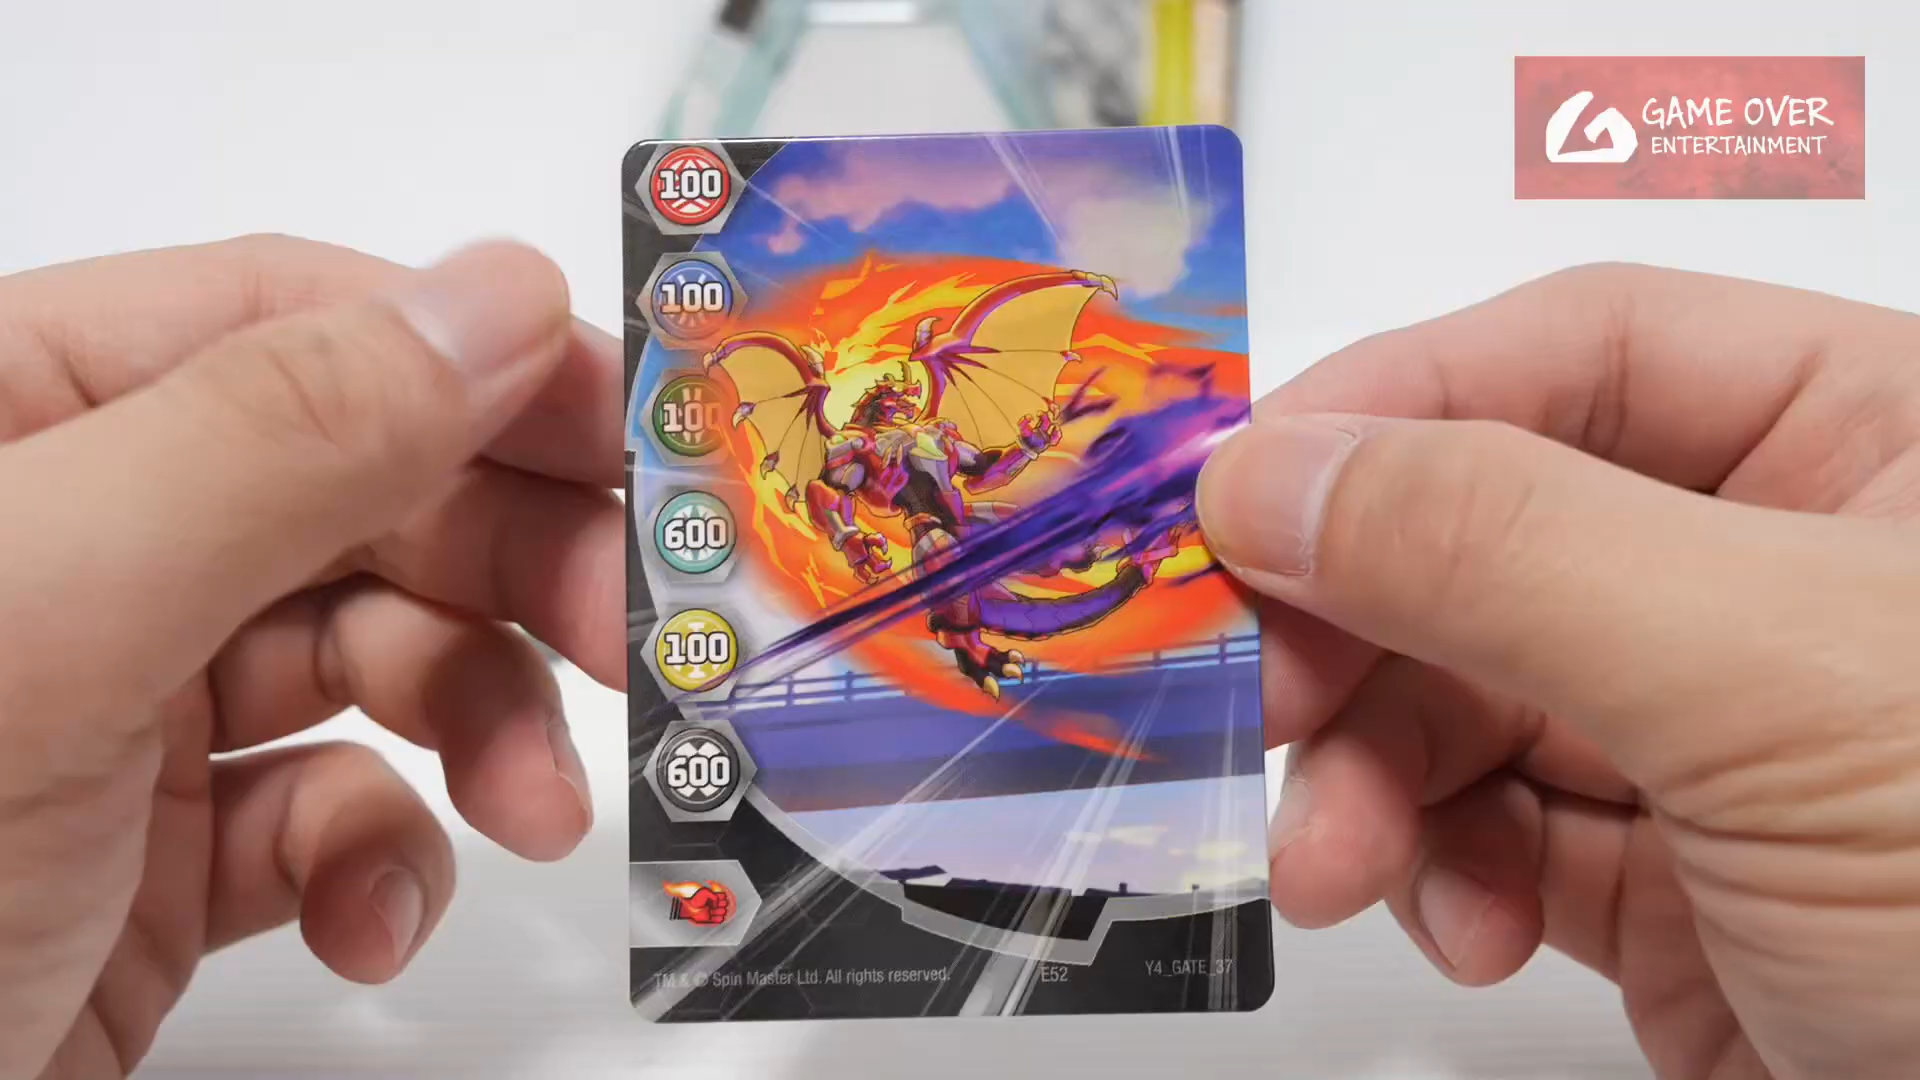 GAME OVER
ENTERTAINMENT
100
100
100
600
100
600
TM & © Spin Master Ltd. All rights reserved.
E52
Y4_GATE_37